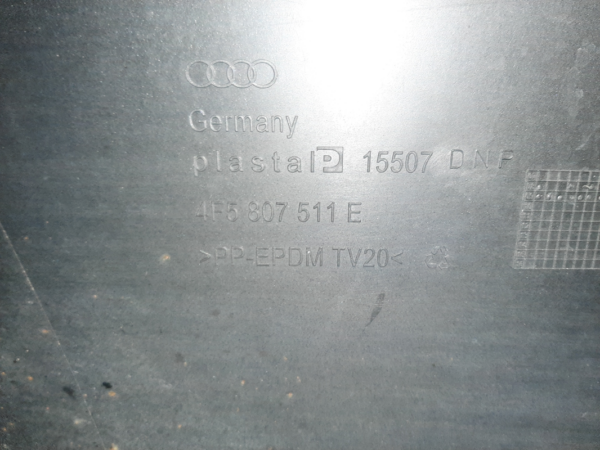 Germany
plastal P 15507 DNF
4F5 807 511 E
>PP-EPDM TV20<